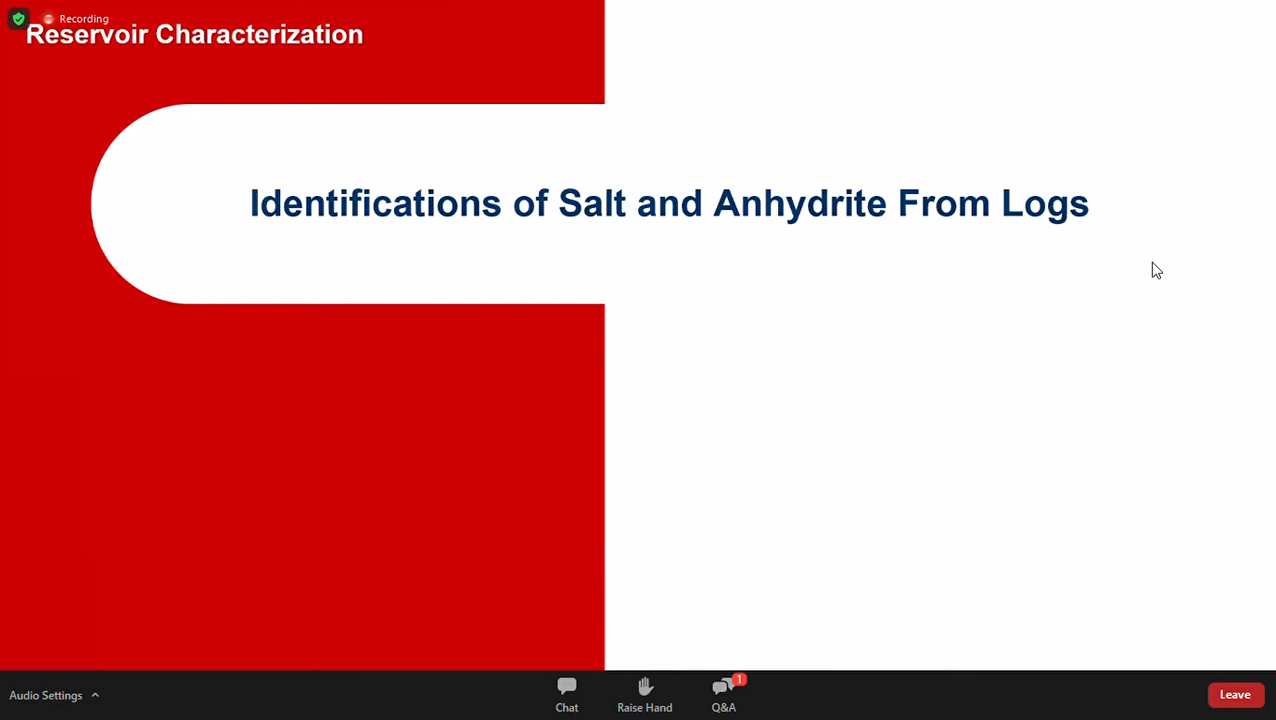 Recording
Reservoir Characterization
Identifications of Salt and Anhydrite From Logs
Audio Settings
Chat
Raise Hand
1
Q&A
Leave